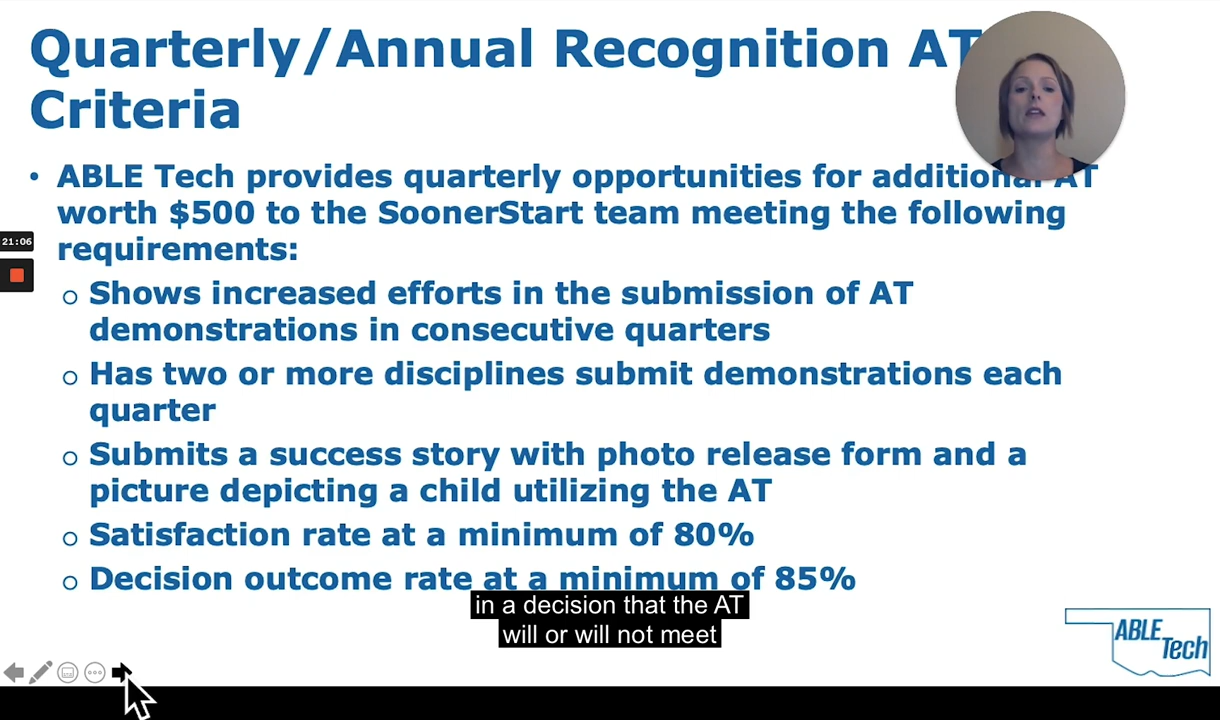 Quarterly/Annual Recognition AT
Criteria
• ABLE Tech provides quarterly opportunities for additional AT
worth $500 to the SoonerStart team meeting the following
21:06
requirements:
o Shows increased efforts in the submission of AT
demonstrations in consecutive quarters
o Has two or more disciplines submit demonstrations each
quarter
o Submits a success story with photo release form and a
picture depicting a child utilizing the AT
o Satisfaction rate at a minimum of 80%
o Decision outcome rate at a minimum of 85%
in a decision that the AT
will or will not meet
ABLE
Tech